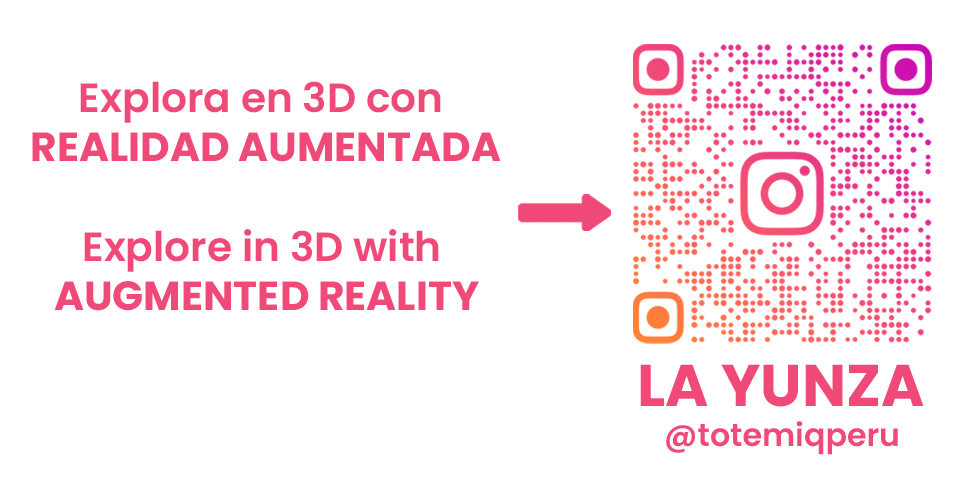 Explora en 3D con
REALIDAD AUMENTADA
Explore in 3D with
AUGMENTED REALITY
LA YUNZA
@totemiqperu